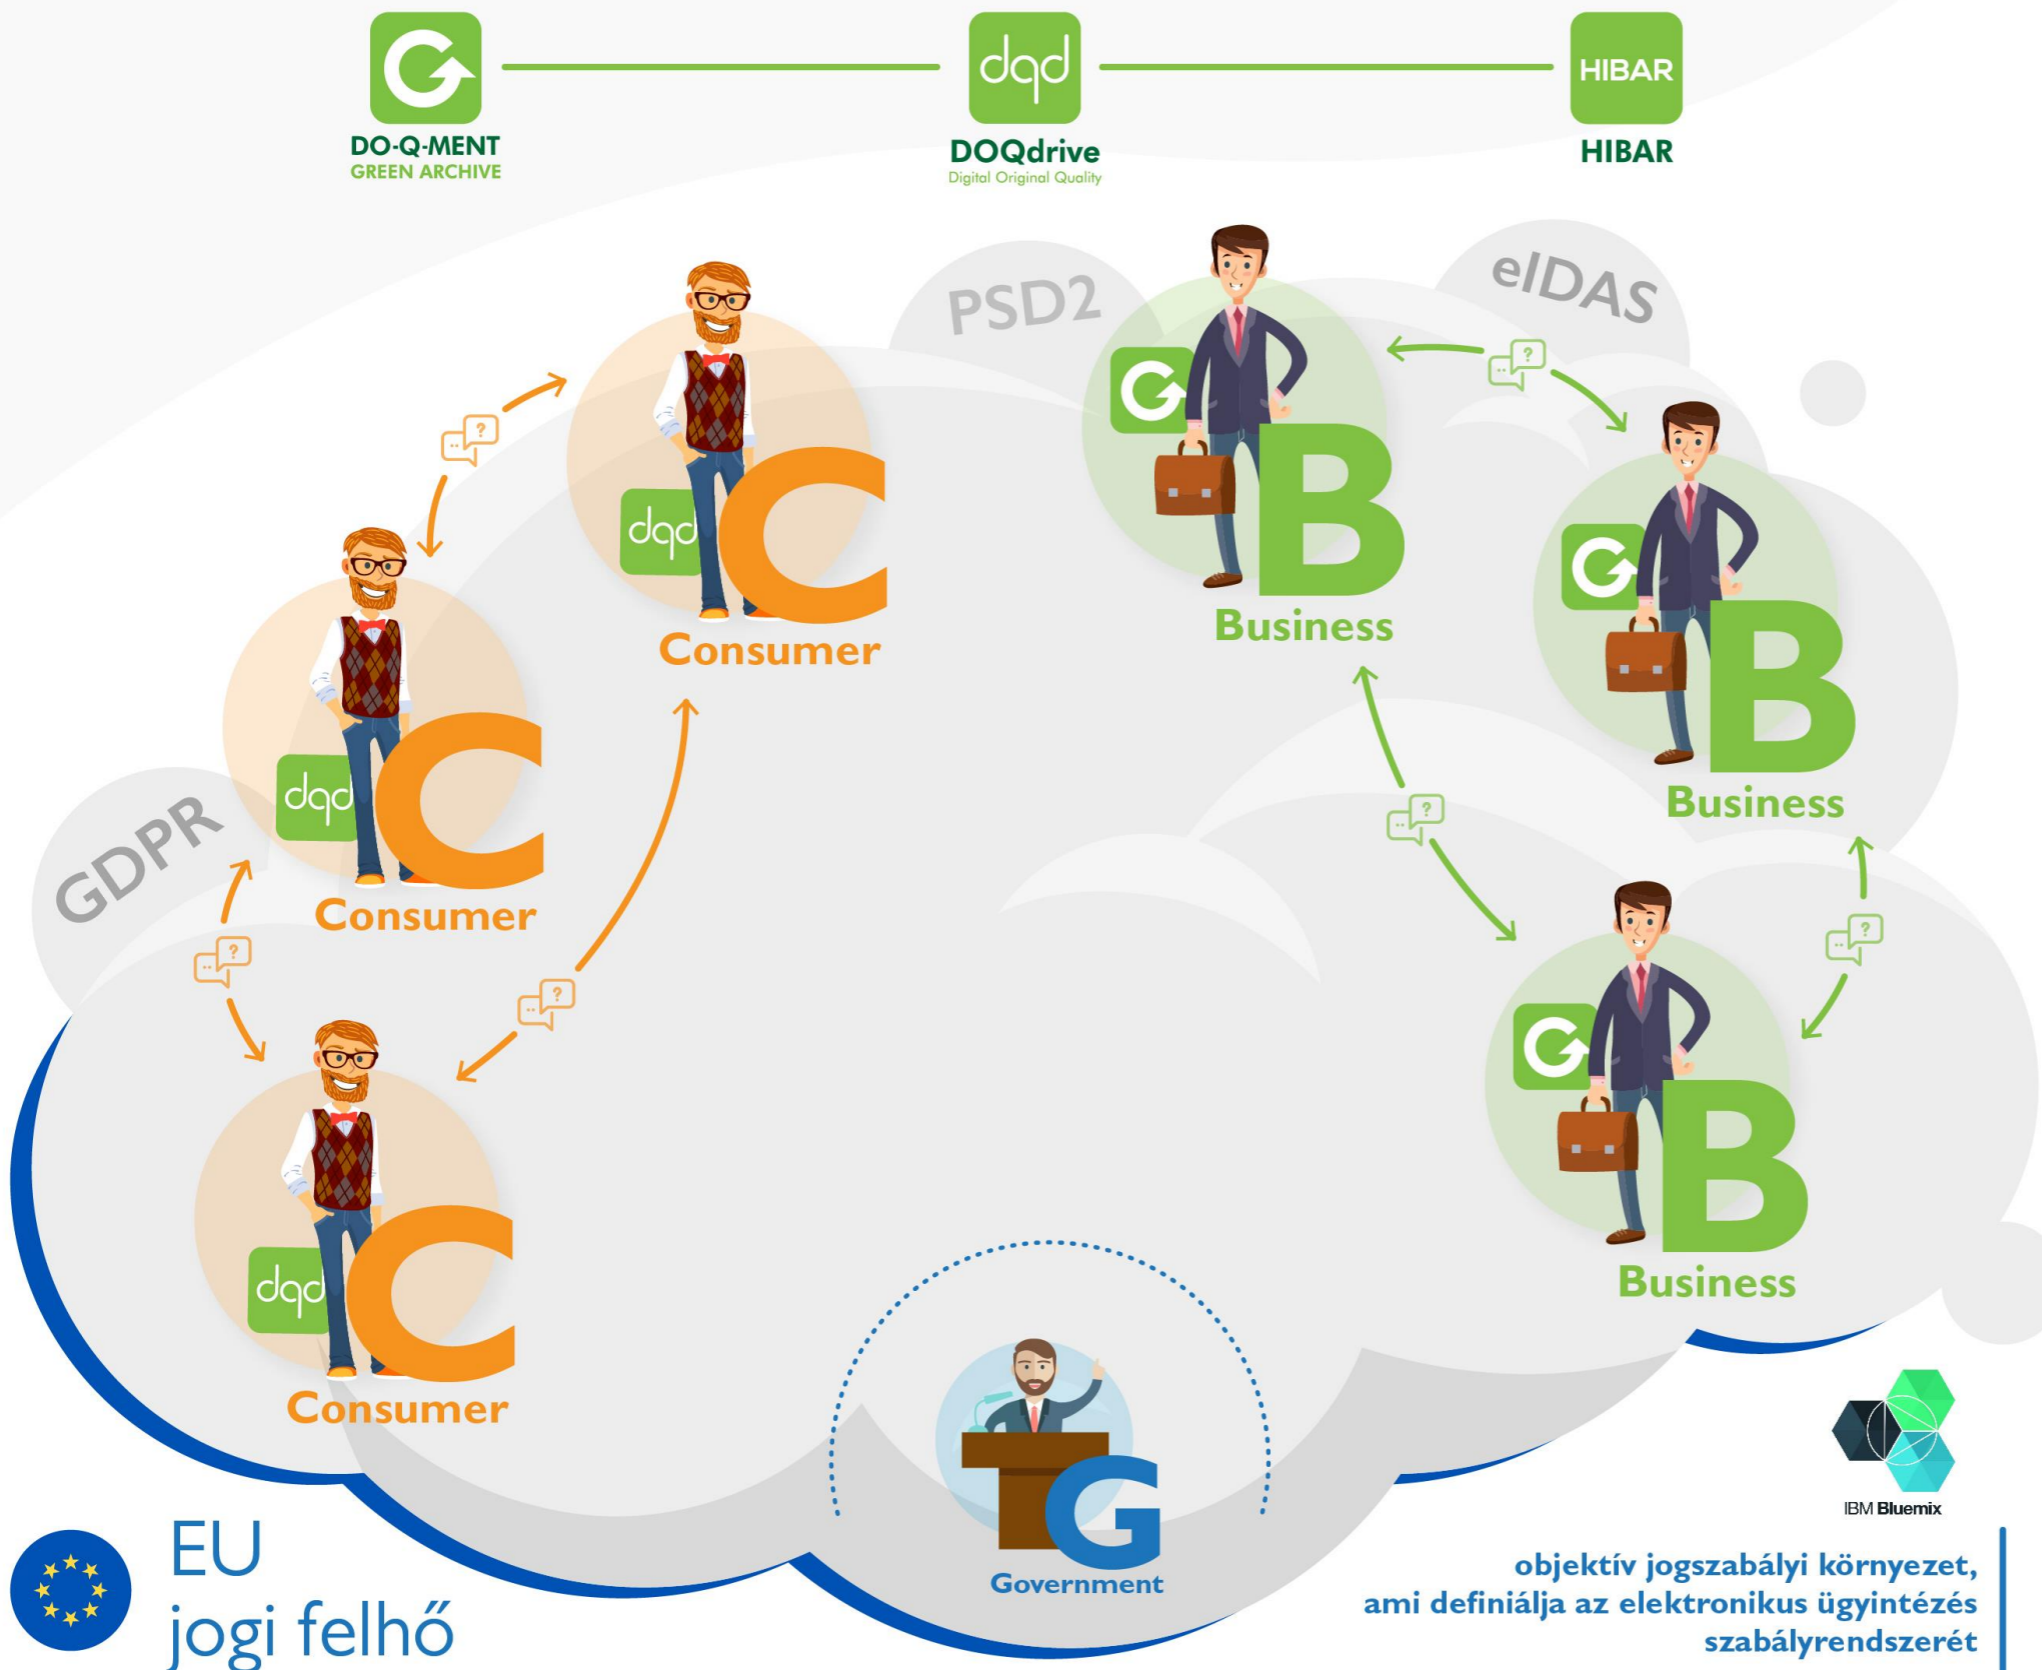 dqd
HIBAR
DO-Q-MENT
GREEN ARCHIVE
DOQdrive
Digital Original Quality
HIBAR
PSD2
eIDAS
GDPR
G
dqd
C
Consumer
G
B
Business
?
?
dqd
C
Consumer
G
B
Business
?
?
?
?
dqd
C
Consumer
G
B
Business
G
Government
IBM Bluemix
EU
jogi felhő
objektív jogszabályi környezet,
ami definiálja az elektronikus ügyintézés
szabályrendszerét